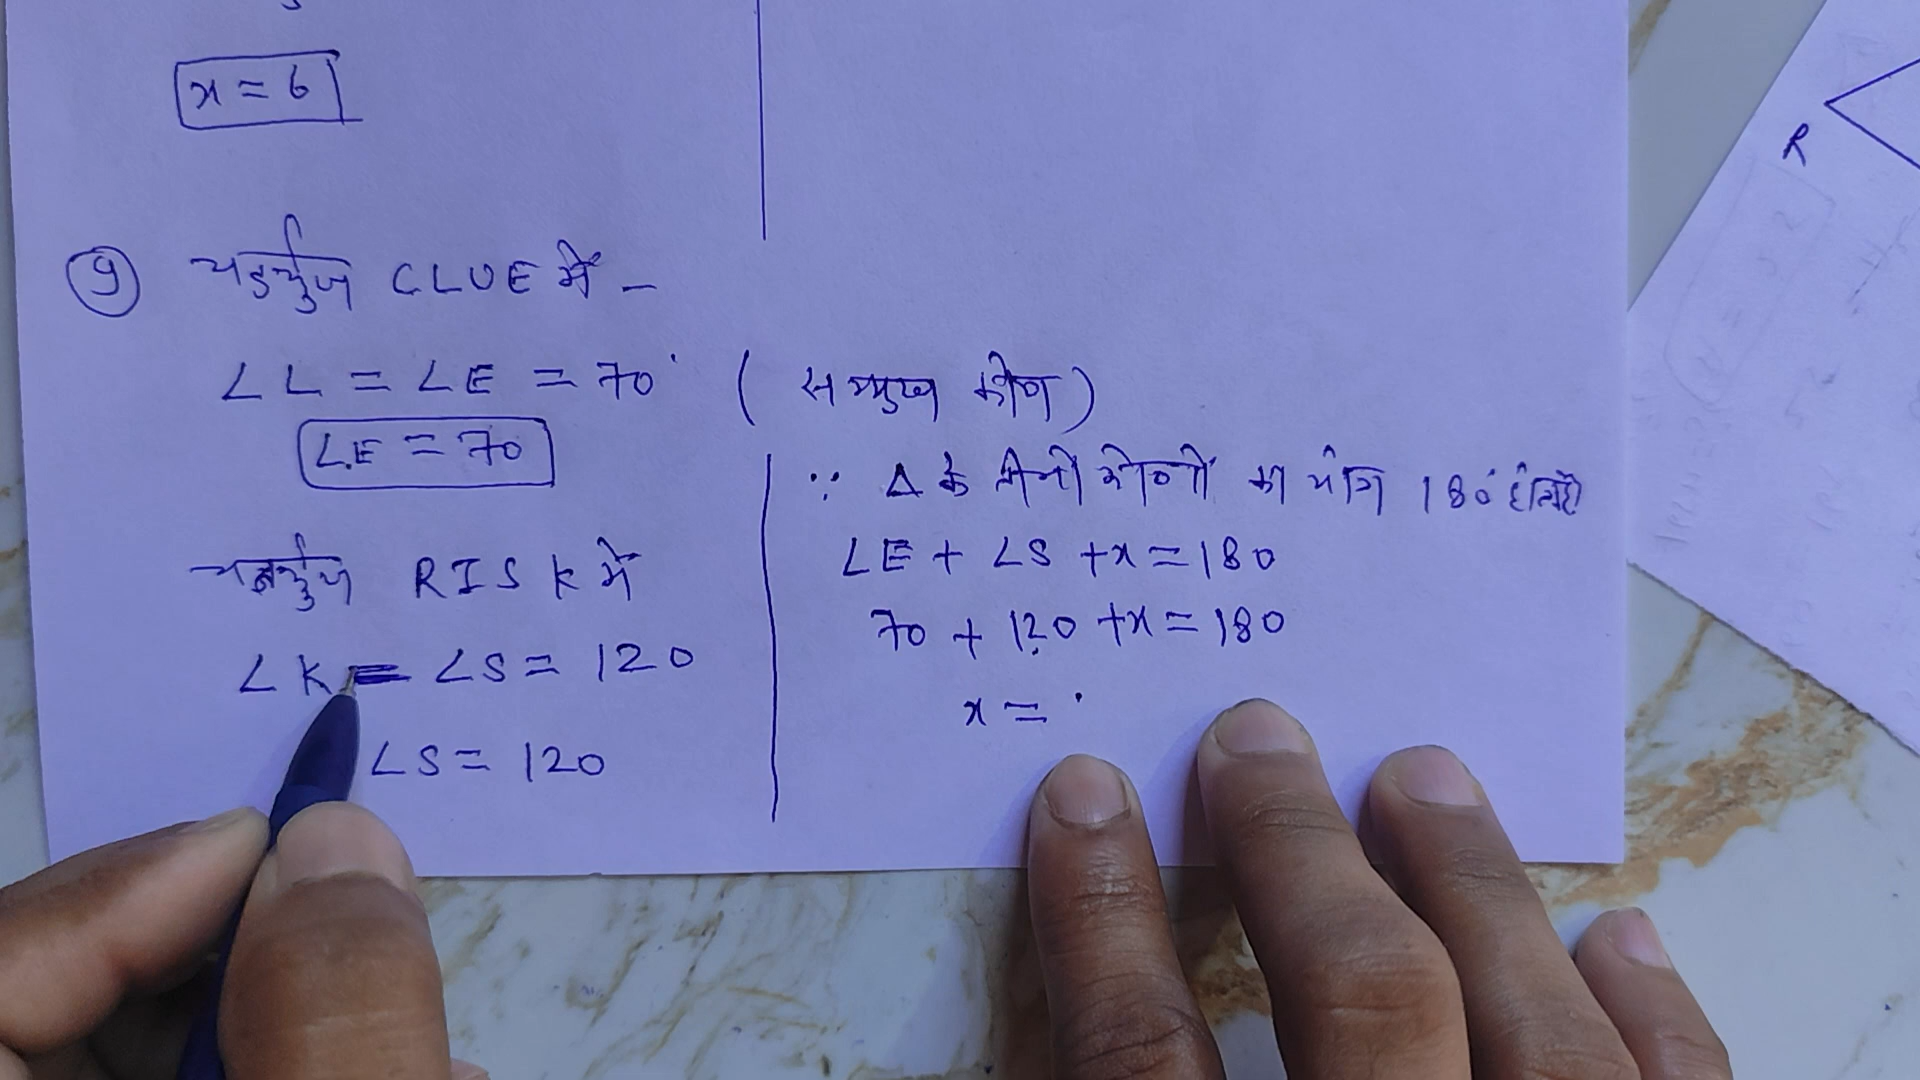 x = 6
9 चतुर्भुज CLUE में –
∠L = ∠E = 70° ( सम्मुख कोण )
∠E = 70
चतुर्भुज RISK में
∠K = ∠S = 120
∠S = 120
∵ Δ के तीनों कोणों का योग 180°
∠E + ∠S + x = 180
70 + 120 + x = 180
x =
R